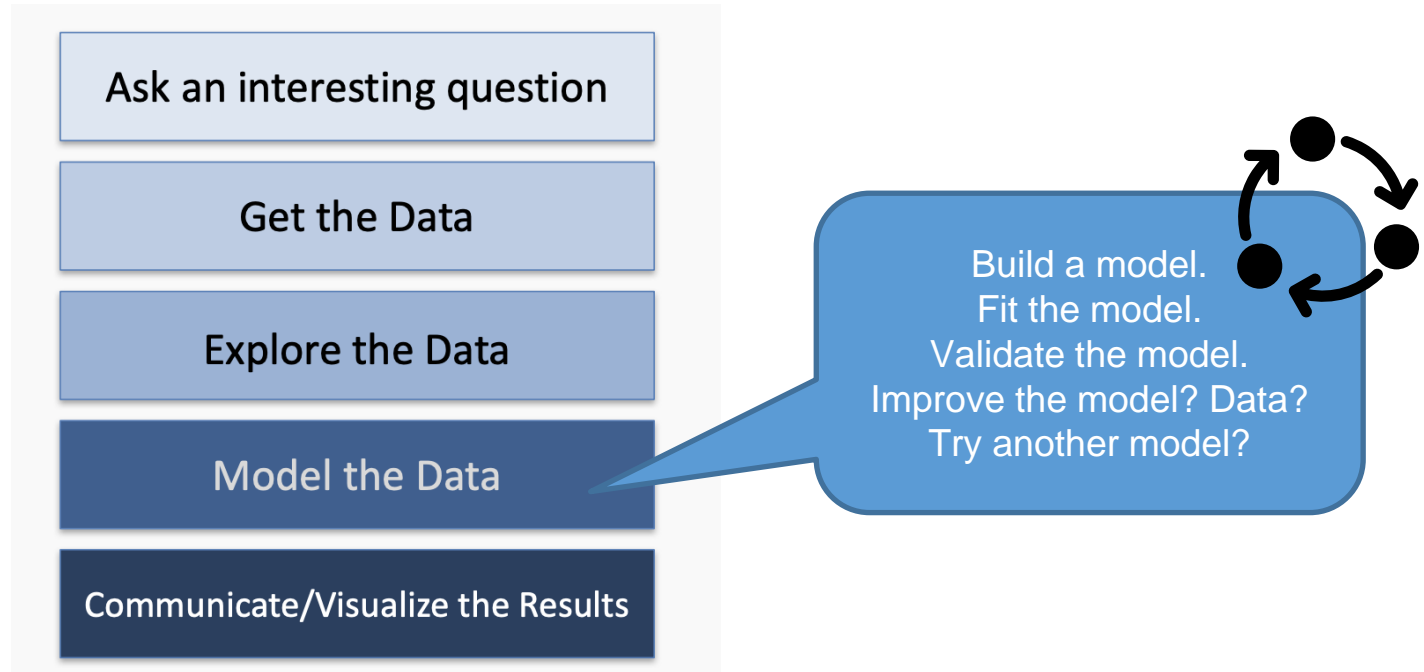 Ask an interesting question
Get the Data
Explore the Data
Model the Data
Communicate/Visualize the Results
Build a model.
Fit the model.
Validate the model.
Improve the model? Data?
Try another model?